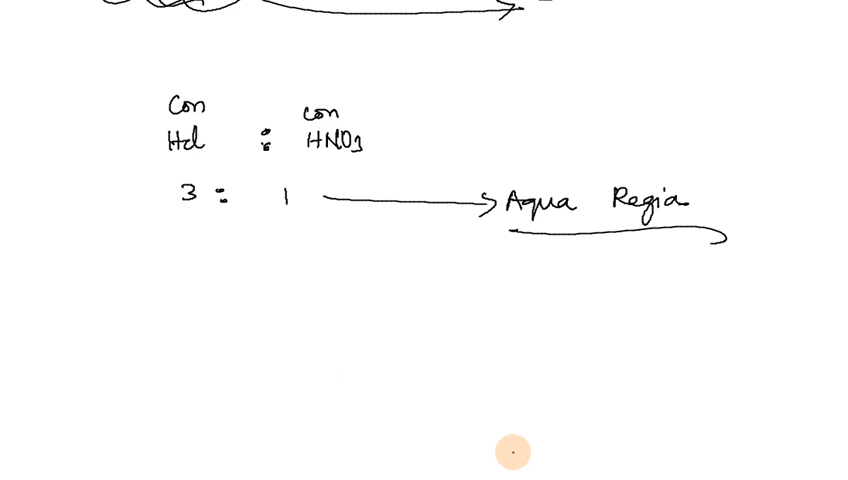 Con con
Hcl : HNO3
3 : 1 → Aqua Regia